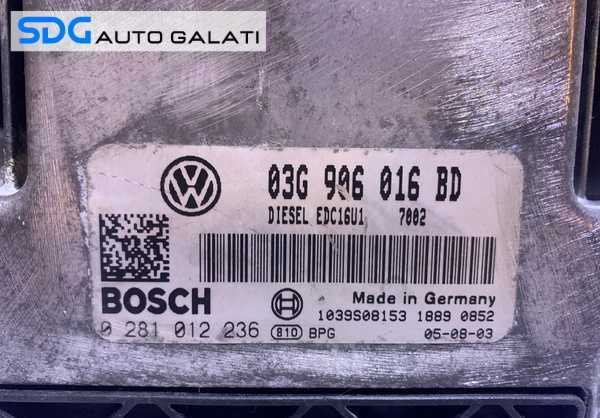 SDG AUTO GALATI
03G 906 016 BD
DIESEL EDC16U1 7002
BOSCH
Made in Germany
1039S08153 1889 0852
0 281 012 236 810 BPG 05-08-03